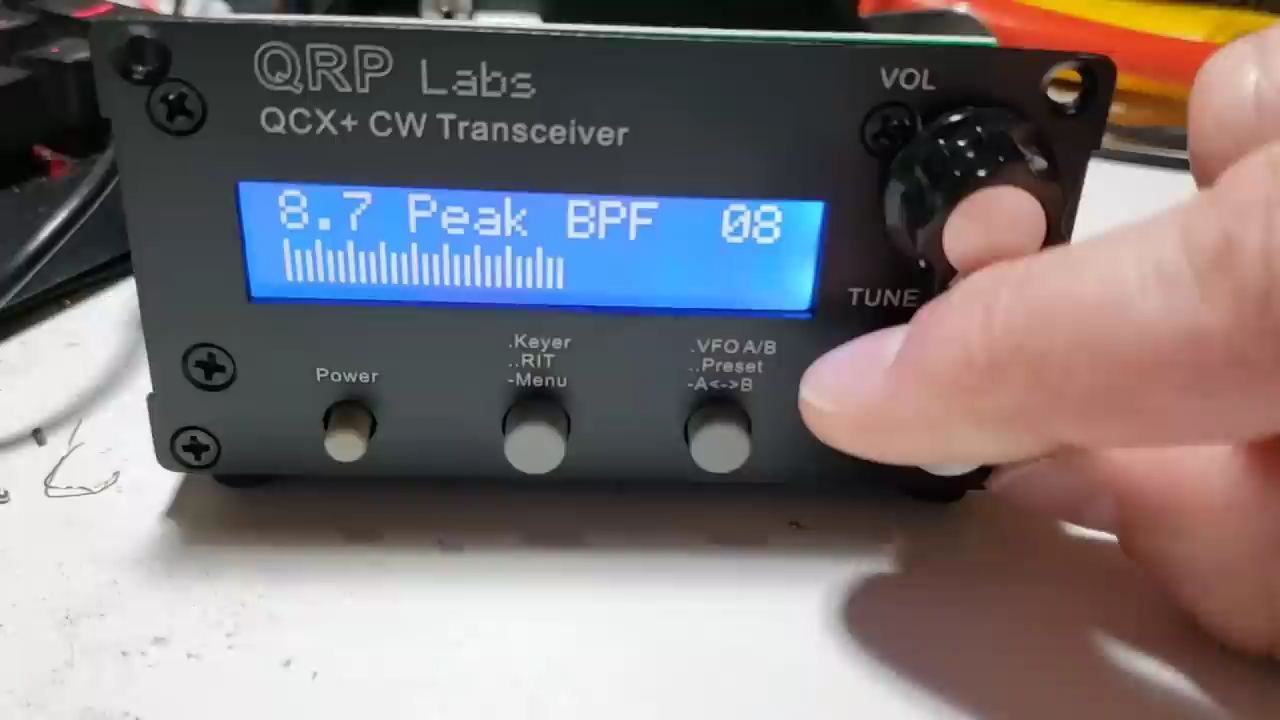 QRP Labs
QCX+ CW Transceiver
VOL
8.7 Peak BPF 08
TUNE
Power
.Keyer
..RIT
-Menu
.VFO A/B
..Preset
-A<->B